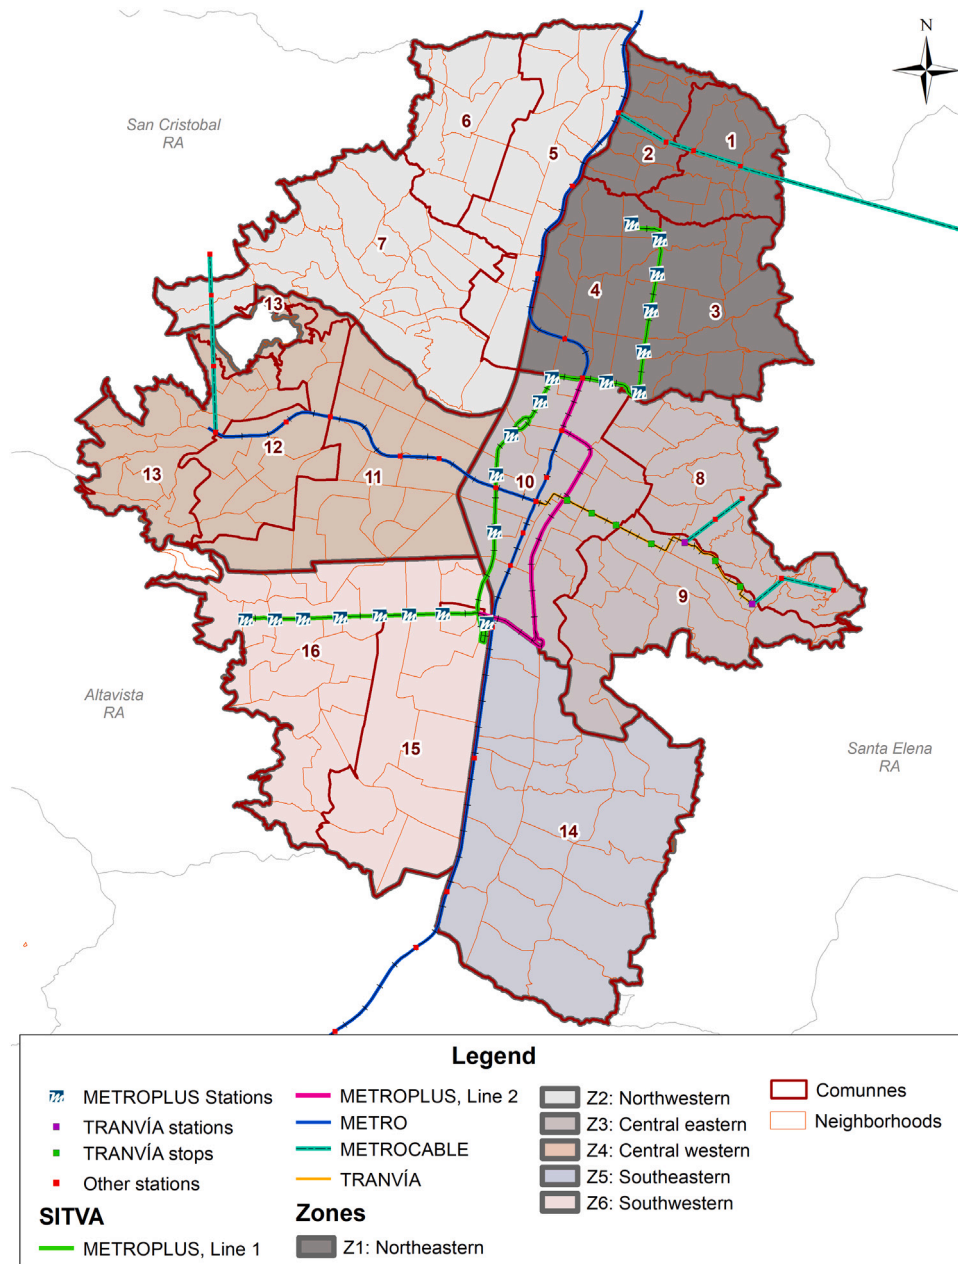 N
San Cristobal
RA
6
5
1
2
7
4
3
13
12
11
13
10
8
9
16
15
14
Altavista
RA
Santa Elena
RA
Legend
METROPLUS Stations
TRANVÍA stations
TRANVÍA stops
Other stations
SITVA
METROPLUS, Line 1
METROPLUS, Line 2
METRO
METROCABLE
TRANVÍA
Zones
Z1: Northeastern
Z2: Northwestern
Z3: Central eastern
Z4: Central western
Z5: Southeastern
Z6: Southwestern
Comunnes
Neighborhoods